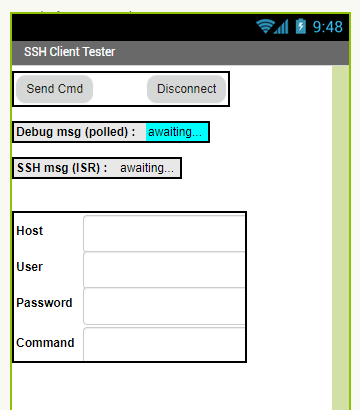 9:48
SSH Client Tester
Send Cmd Disconnect
Debug msg (polled) : awaiting...
SSH msg (ISR) : awaiting...
Host
User
Password
Command